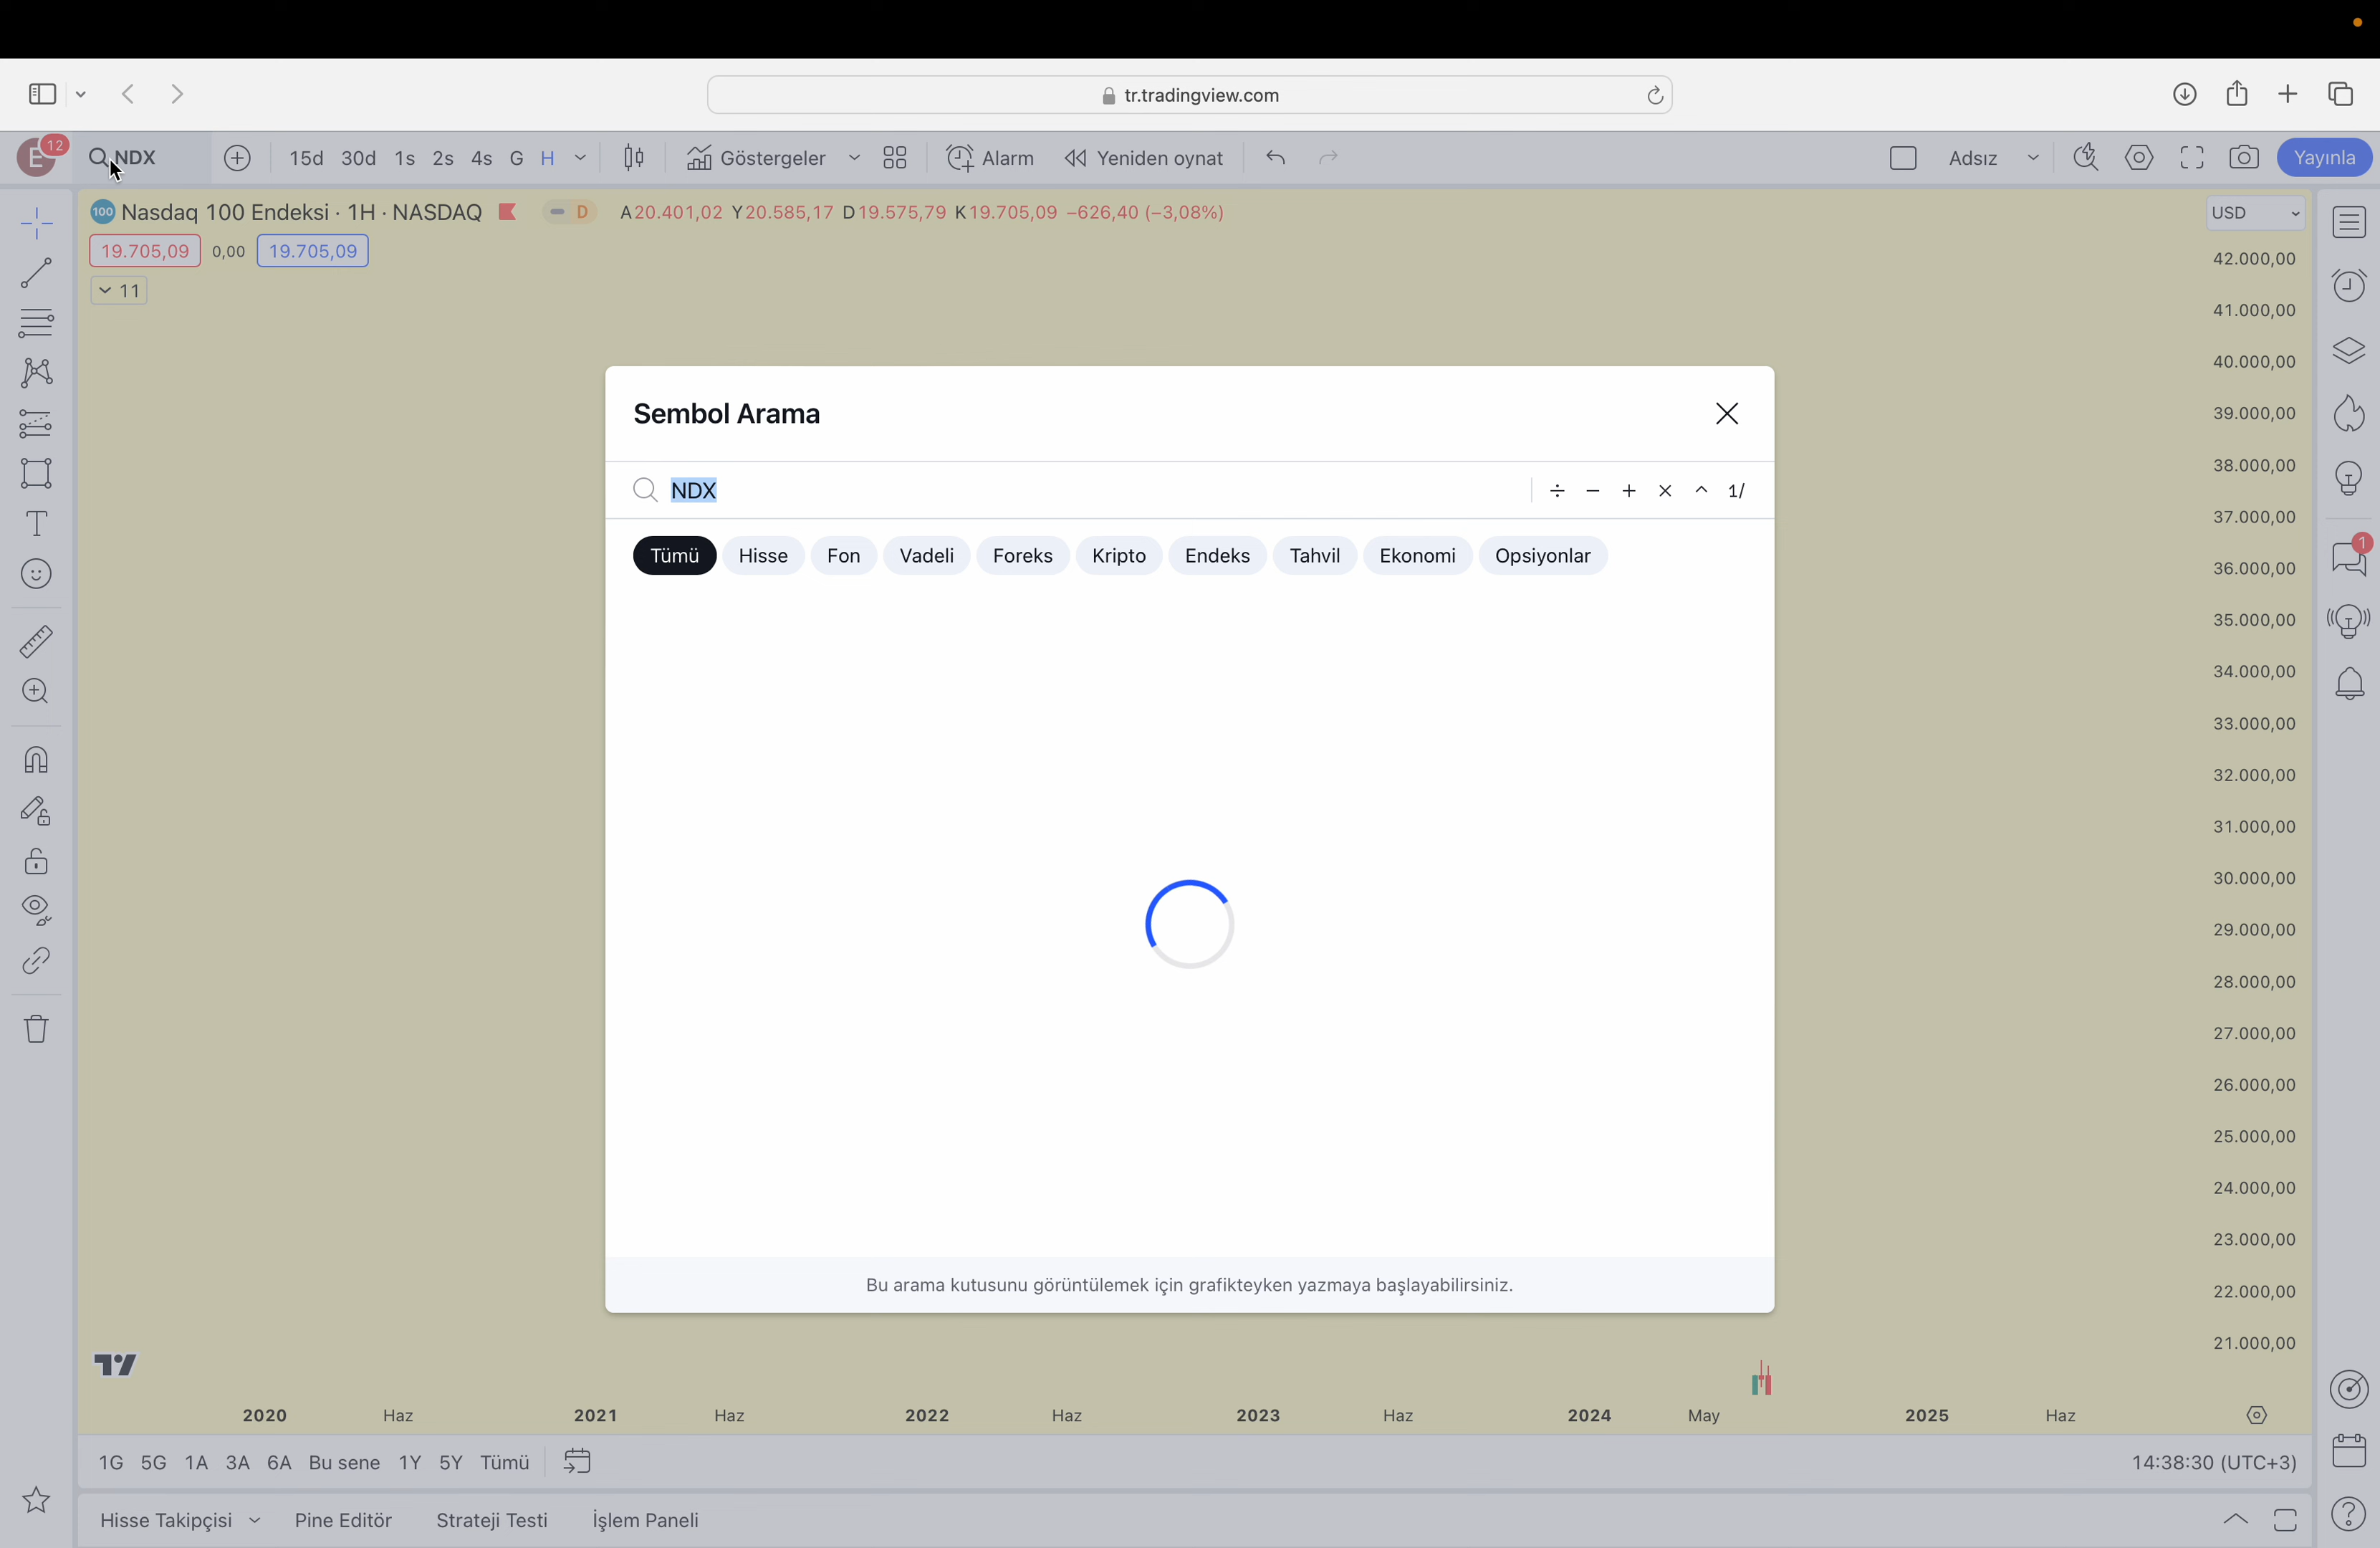 tr.tradingview.com
E 12 NDX 15d 30d 1s 2s 4s G H Göstergeler Alarm Yeniden oynat Adsız Yayınla
100 Nasdaq 100 Endeksi · 1H · NASDAQ D A20.401,02 Y20.585,17 D19.575,79 K19.705,09 −626,40 (−3,08%) USD
19.705,09 0,00 19.705,09
11
42.000,00
41.000,00
40.000,00
39.000,00
38.000,00
37.000,00
36.000,00
35.000,00
34.000,00
33.000,00
32.000,00
31.000,00
30.000,00
29.000,00
28.000,00
27.000,00
26.000,00
25.000,00
24.000,00
23.000,00
22.000,00
21.000,00
1
Sembol Arama
NDX ÷ − + × ^ 1/
Tümü Hisse Fon Vadeli Foreks Kripto Endeks Tahvil Ekonomi Opsiyonlar
Bu arama kutusunu görüntülemek için grafikteyken yazmaya başlayabilirsiniz.
2020 Haz 2021 Haz 2022 Haz 2023 Haz 2024 May 2025 Haz
1G 5G 1A 3A 6A Bu sene 1Y 5Y Tümü 14:38:30 (UTC+3)
Hisse Takipçisi Pine Editör Strateji Testi İşlem Paneli